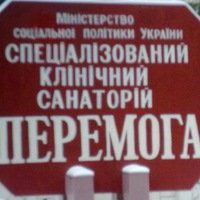 Міністерство
соціальної політики України
СПЕЦІАЛІЗОВАНИЙ
КЛІНІЧНИЙ
САНАТОРІЙ
ПЕРЕМОГА